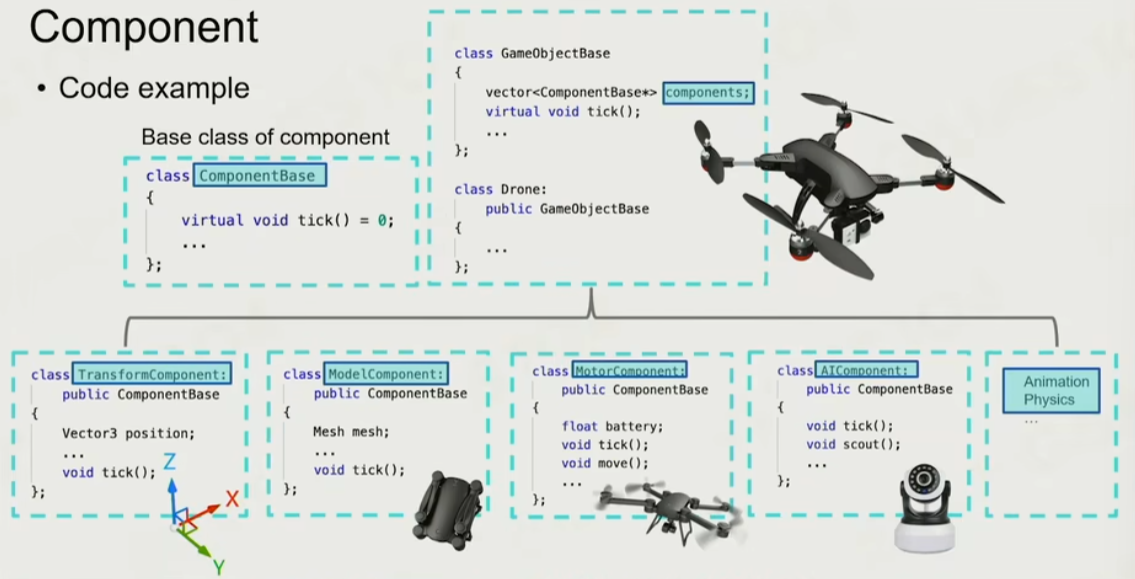 Component
• Code example
Base class of component
class ComponentBase
{
virtual void tick() = 0;
...
};
class GameObjectBase
{
vector<ComponentBase*> components;
virtual void tick();
...
};
class Drone:
public GameObjectBase
{
...
};
class TransformComponent:
public ComponentBase
{
Vector3 position;
...
void tick();
};
Z
X
Y
class ModelComponent:
public ComponentBase
{
Mesh mesh;
...
void tick();
};
class MotorComponent:
public ComponentBase
{
float battery;
void tick();
void move();
...
};
class AIComponent:
public ComponentBase
{
void tick();
void scout();
...
};
Animation
Physics
...